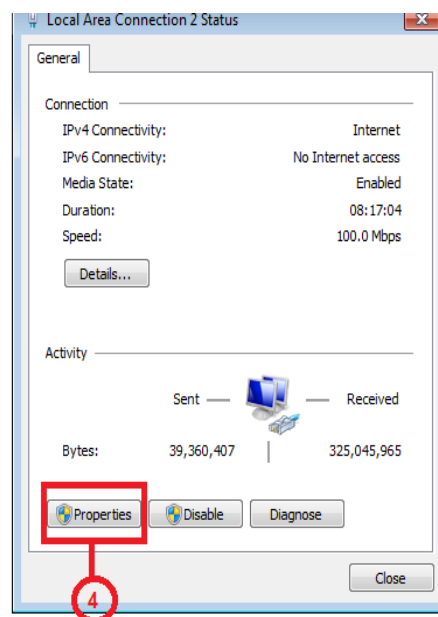 Local Area Connection 2 Status
X
General
Connection
IPv4 Connectivity: Internet
IPv6 Connectivity: No Internet access
Media State: Enabled
Duration: 08:17:04
Speed: 100.0 Mbps
Details...
Activity
Sent Received
Bytes: 39,360,407 325,045,965
Properties Disable Diagnose
Close
4